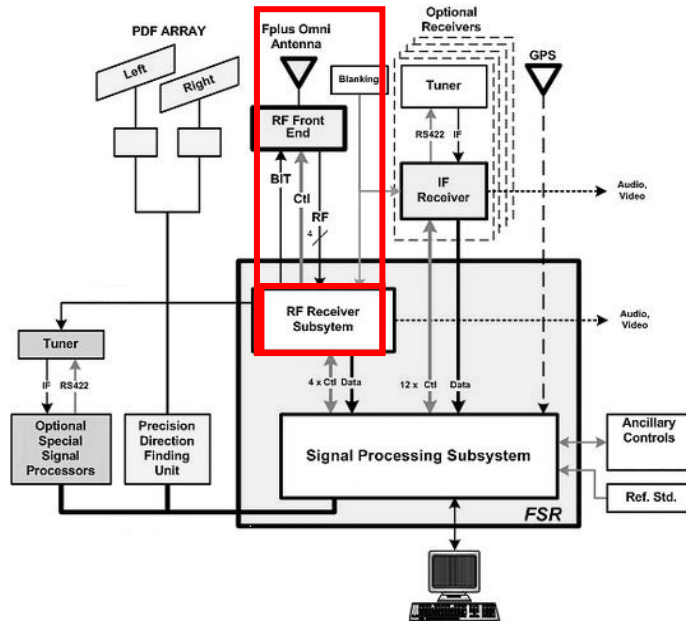 PDF ARRAY
Left
Right
Fplus Omni
Antenna
Blanking
Optional
Receivers
GPS
Tuner
RS422
IF
RF Front
End
BIT
Ctl
RF
4
IF
Receiver
Audio,
Video
RF Receiver
Subsytem
Audio,
Video
Tuner
IF
RS422
4 x Ctl
Data
12 x Ctl
Data
Optional
Special
Signal
Processors
Precision
Direction
Finding
Unit
Signal Processing Subsystem
Ancillary
Controls
Ref. Std.
FSR